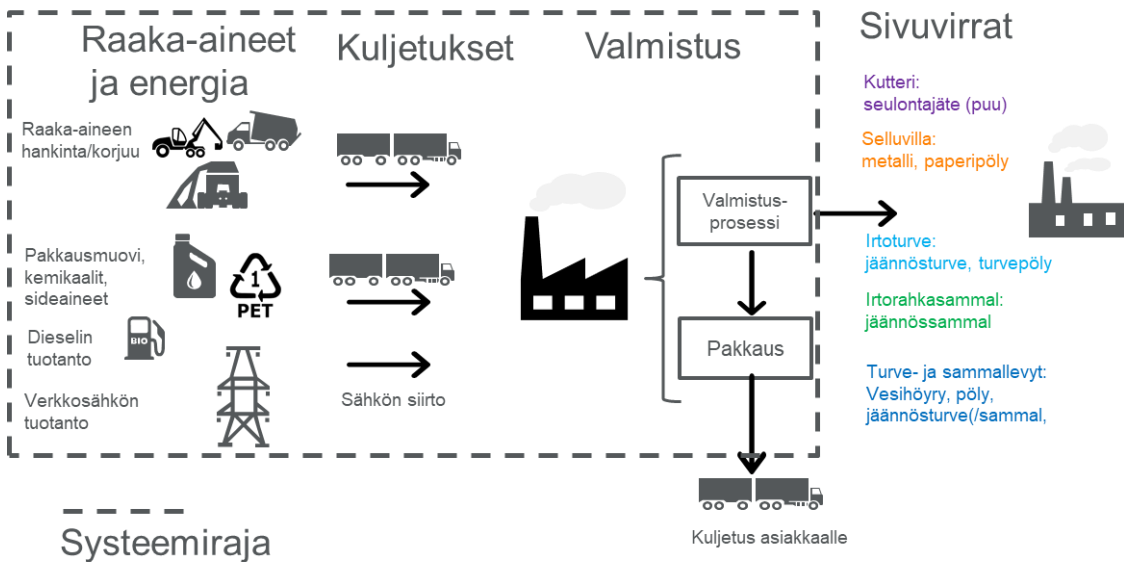 Raaka-aineet
ja energia
Raaka-aineen
hankinta/korjuu
Pakkausmuovi,
kemikaalit,
sideaineet
1
PET
Dieselin
tuotanto
BIO
Verkkosähkön
tuotanto
Kuljetukset
Sähkön siirto
Valmistus
Valmistus-
prosessi
Pakkaus
Kuljetus asiakkaalle
Sivuvirrat
Kutteri:
seulontajäte (puu)
Selluvilla:
metalli, paperipöly
Irtoturve:
jäännösturve, turvepöly
Irtorahkasammal:
jäännössammal
Turve- ja sammallevyt:
Vesihöyry, pöly,
jäännösturve(/sammal,
Systeemiraja